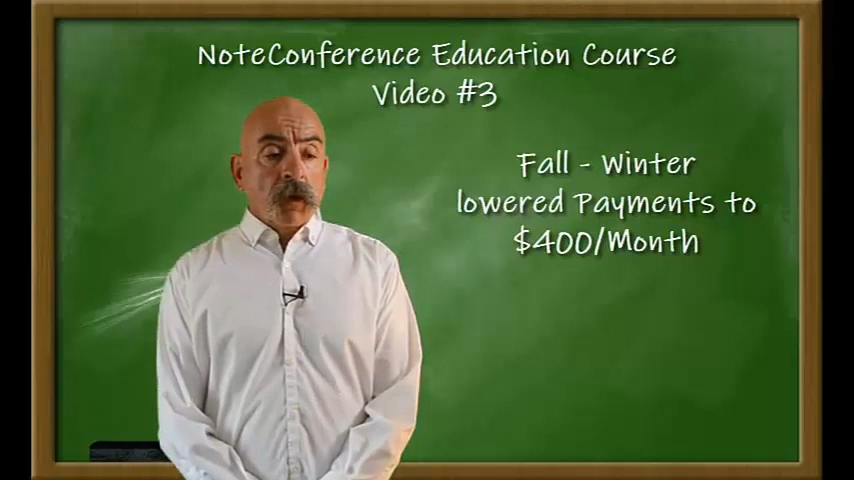 NoteConference Education Course
Video #3
Fall - Winter
lowered Payments to
$400/Month